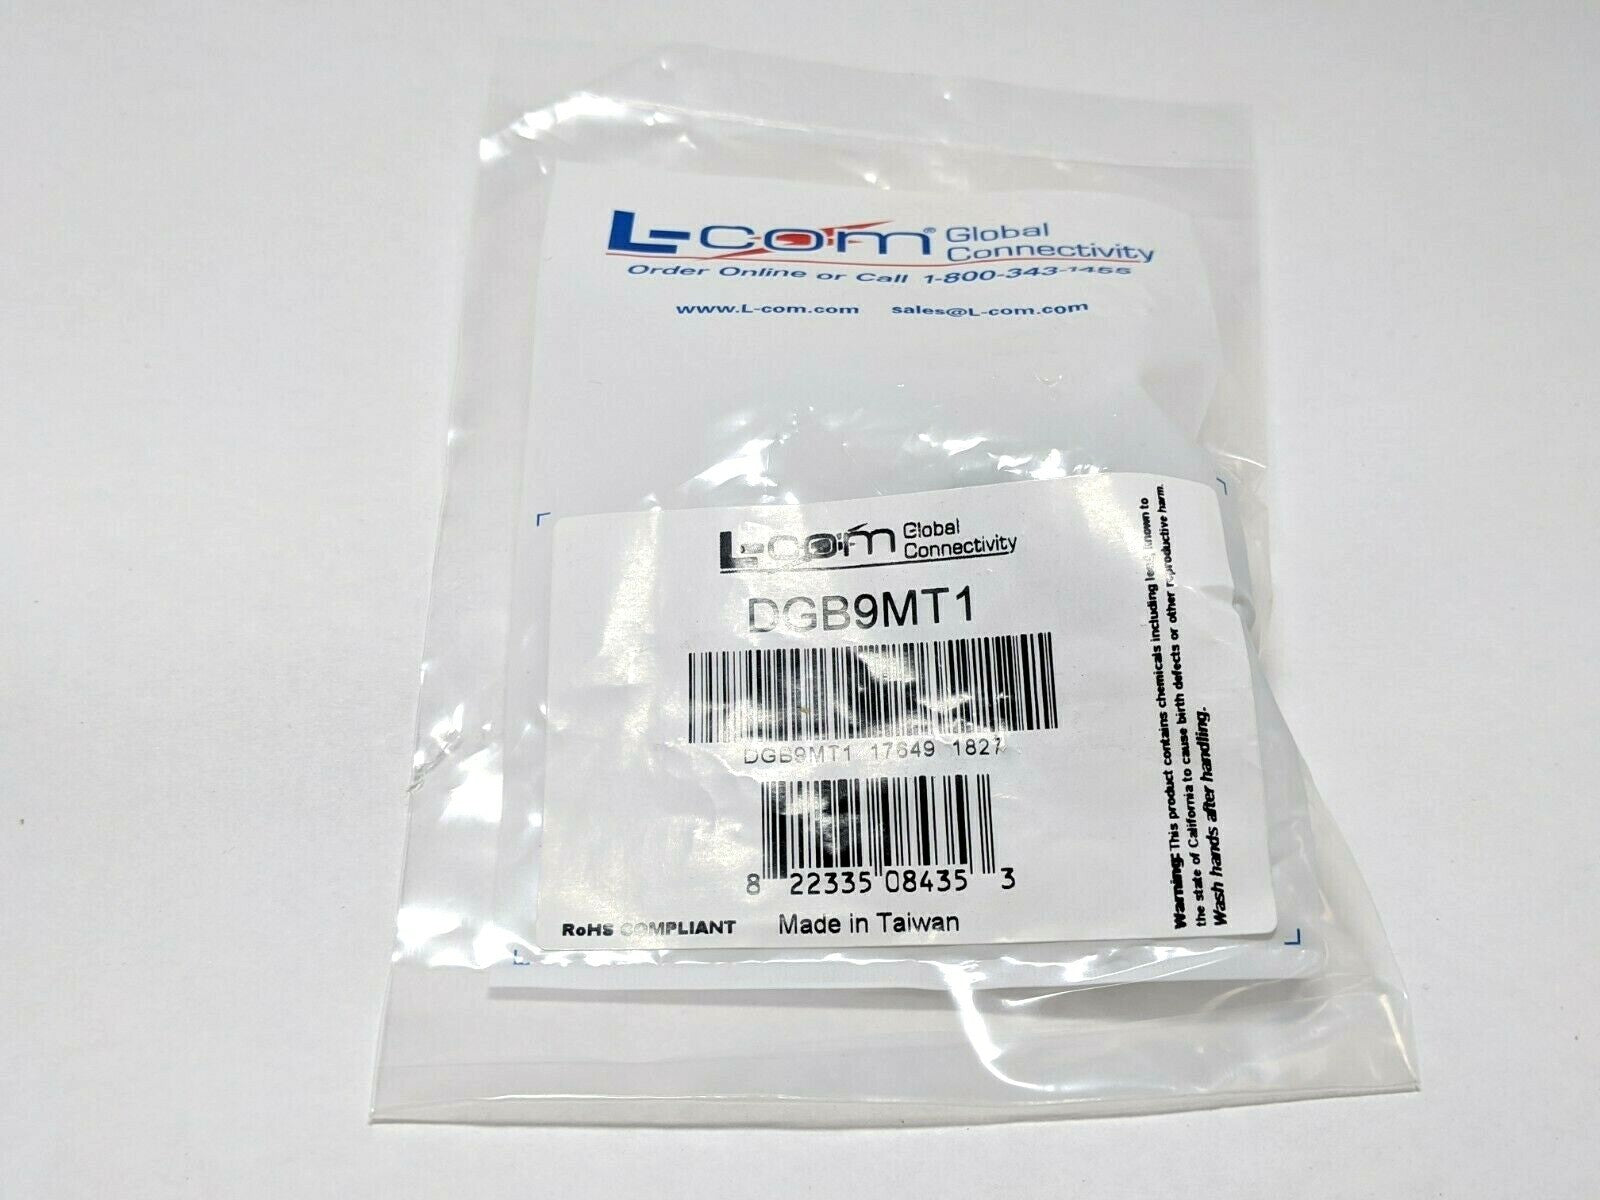 L-com® Global Connectivity
Order Online or Call 1-800-343-1455
www.L-com.com sales@L-com.com
L-com Global Connectivity
DGB9MT1
DGB9MT1 17649 1827
8 22335 08435 3
RoHS COMPLIANT Made in Taiwan
Warning: This product contains chemicals including lead, known to
the state of California to cause birth defects or other reproductive harm.
Wash hands after handling.